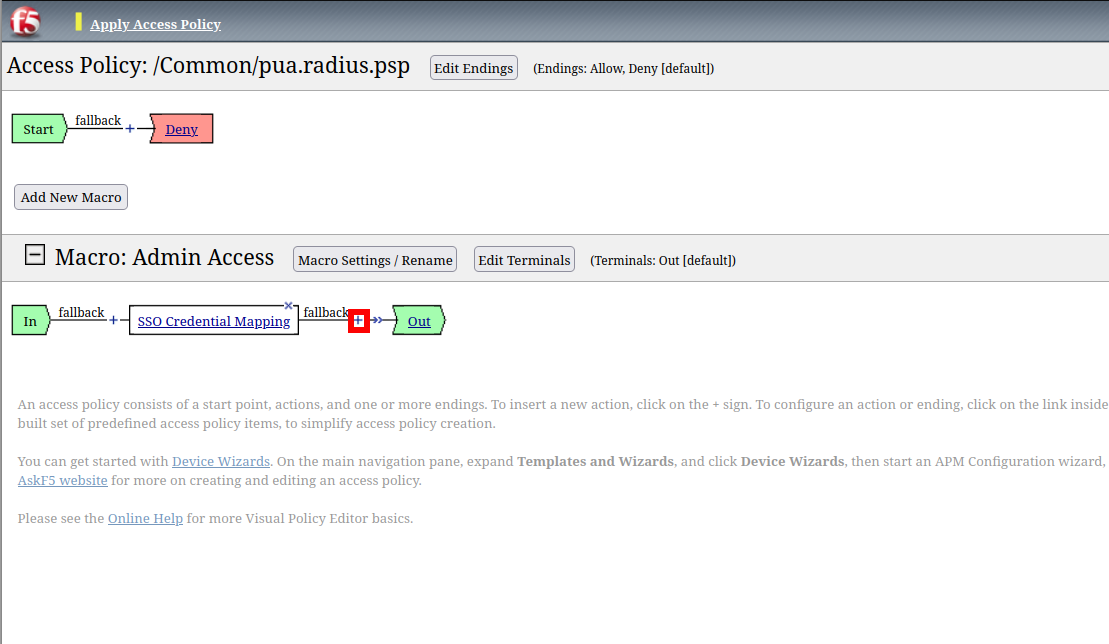 f5 Apply Access Policy
Access Policy: /Common/pua.radius.psp Edit Endings (Endings: Allow, Deny [default])
Start fallback + Deny
Add New Macro
Macro: Admin Access Macro Settings / Rename Edit Terminals (Terminals: Out [default])
In fallback + SSO Credential Mapping fallback + Out
An access policy consists of a start point, actions, and one or more endings. To insert a new action, click on the + sign. To configure an action or ending, click on the link inside
built set of predefined access policy items, to simplify access policy creation.
You can get started with Device Wizards. On the main navigation pane, expand Templates and Wizards, and click Device Wizards, then start an APM Configuration wizard,
AskF5 website for more on creating and editing an access policy.
Please see the Online Help for more Visual Policy Editor basics.